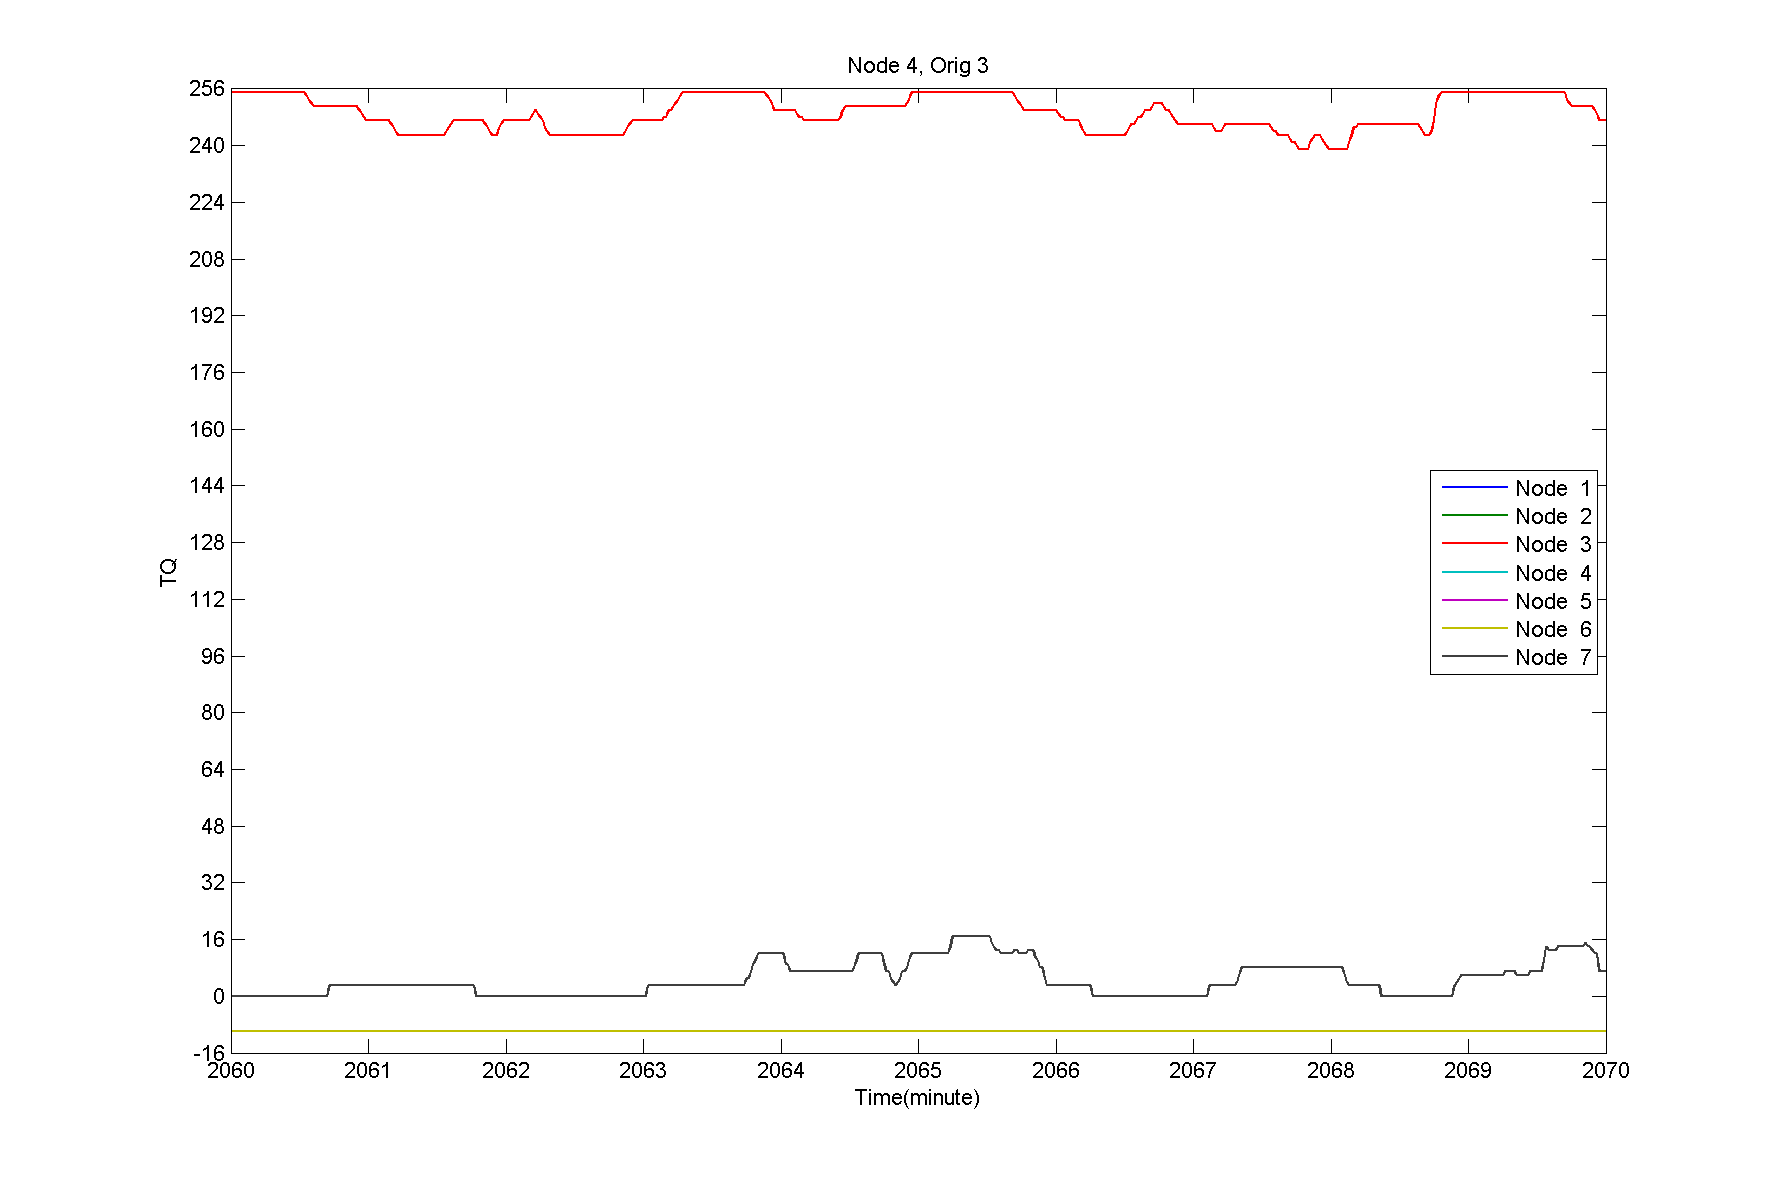 Node 4, Orig 3
256
240
224
208
192
176
160
144
128
112
96
80
64
48
32
16
0
-16
TQ
Node 1
Node 2
Node 3
Node 4
Node 5
Node 6
Node 7
2060 2061 2062 2063 2064 2065 2066 2067 2068 2069 2070
Time(minute)